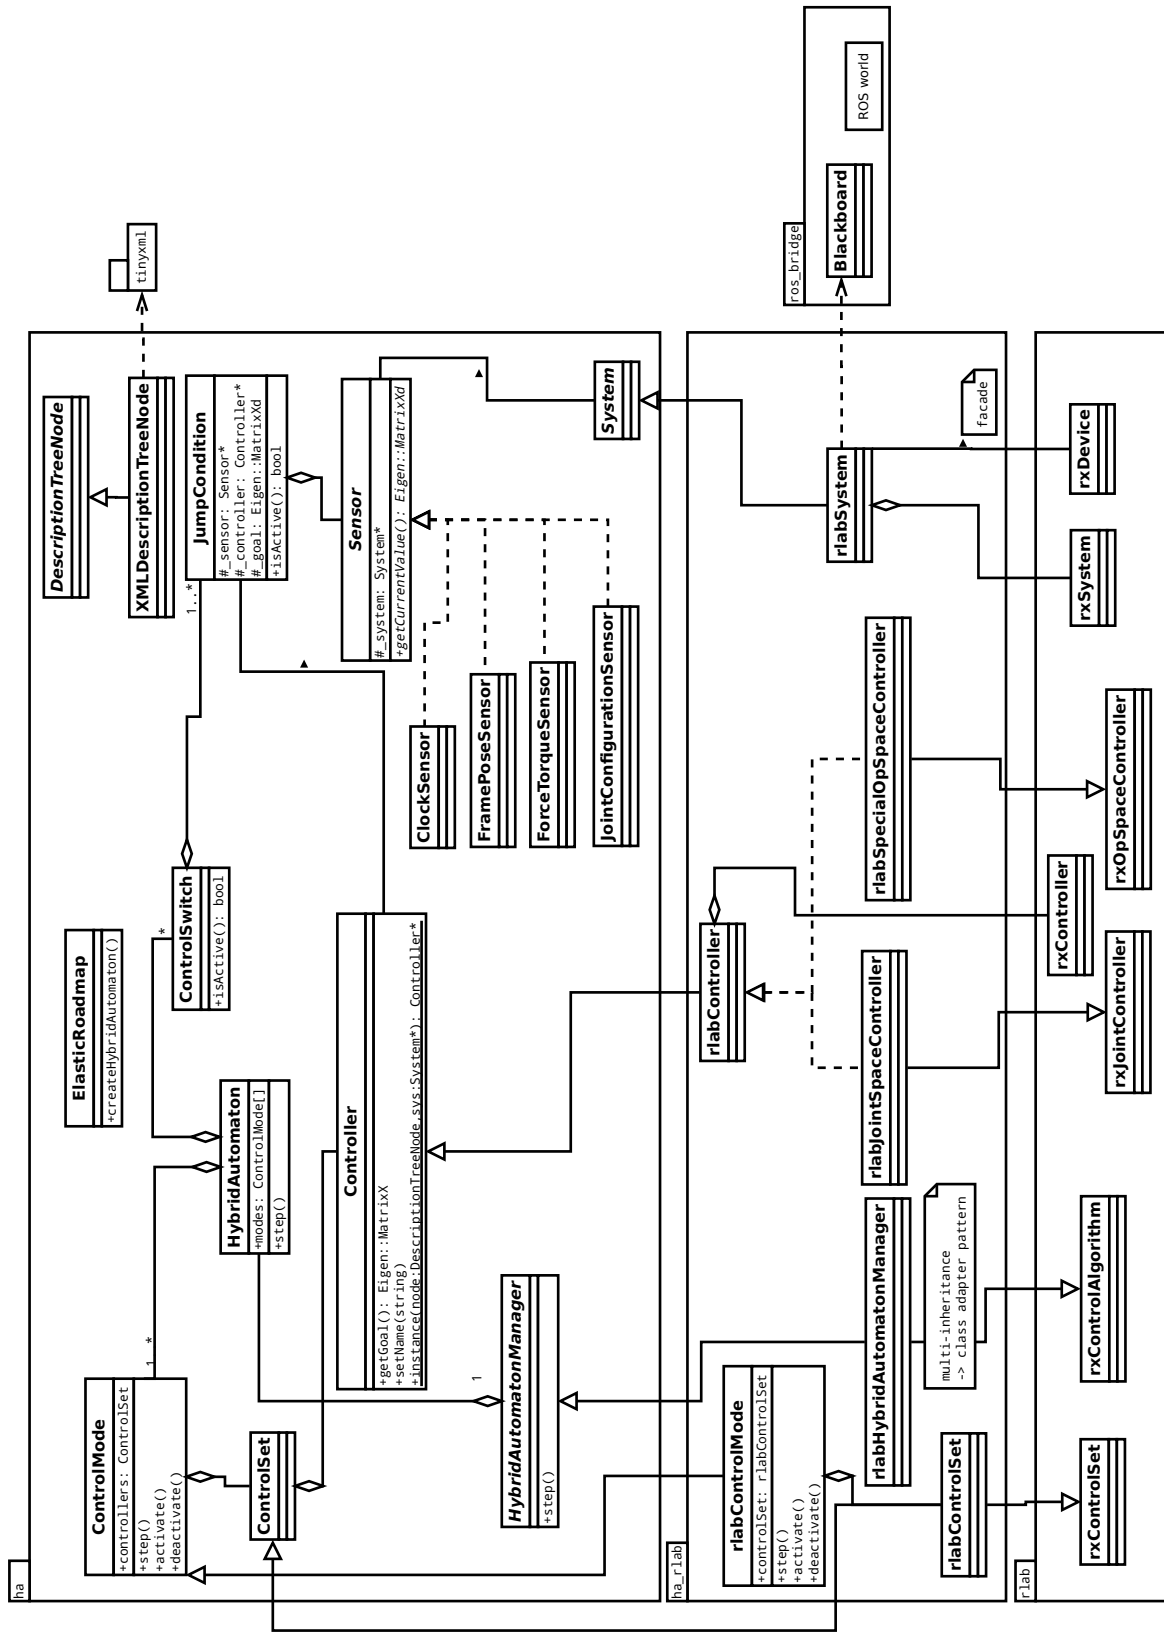 ha
ControlMode
+controllers: ControlSet
+step()
+activate()
+deactivate()
1
*
ControlSet
HybridAutomaton
+modes: ControlMode[]
+step()
ElasticRoadmap
+createHybridAutomaton()
ControlSwitch
+isActive(): bool
*
1..*
DescriptionTreeNode
XMLDescriptionTreeNode
tinyxml
JumpCondition
#_sensor: Sensor*
#_controller: Controller*
#_goal: Eigen::MatrixXd
+isActive(): bool
Controller
+getGoal(): Eigen::MatrixX
+setName(string)
+instance(node:DescriptionTreeNode,sys:System*): Controller*
Sensor
#_system: System*
+getCurrentValue(): Eigen::MatrixXd
ClockSensor
FramePoseSensor
ForceTorqueSensor
JointConfigurationSensor
System
HybridAutomatonManager
+step()
1
ha_rlab
rlabControlMode
+controlSet: rlabControlSet
+step()
+activate()
+deactivate()
rlabHybridAutomatonManager
multi-inheritance
-> class adapter pattern
rlabControlSet
rlabController
rlabJointSpaceController
rlabSpecialOpSpaceController
rlabSystem
facade
ros_bridge
Blackboard
ROS world
rlab
rxControlSet
rxControlAlgorithm
rxJointController
rxController
rxOpSpaceController
rxSystem
rxDevice